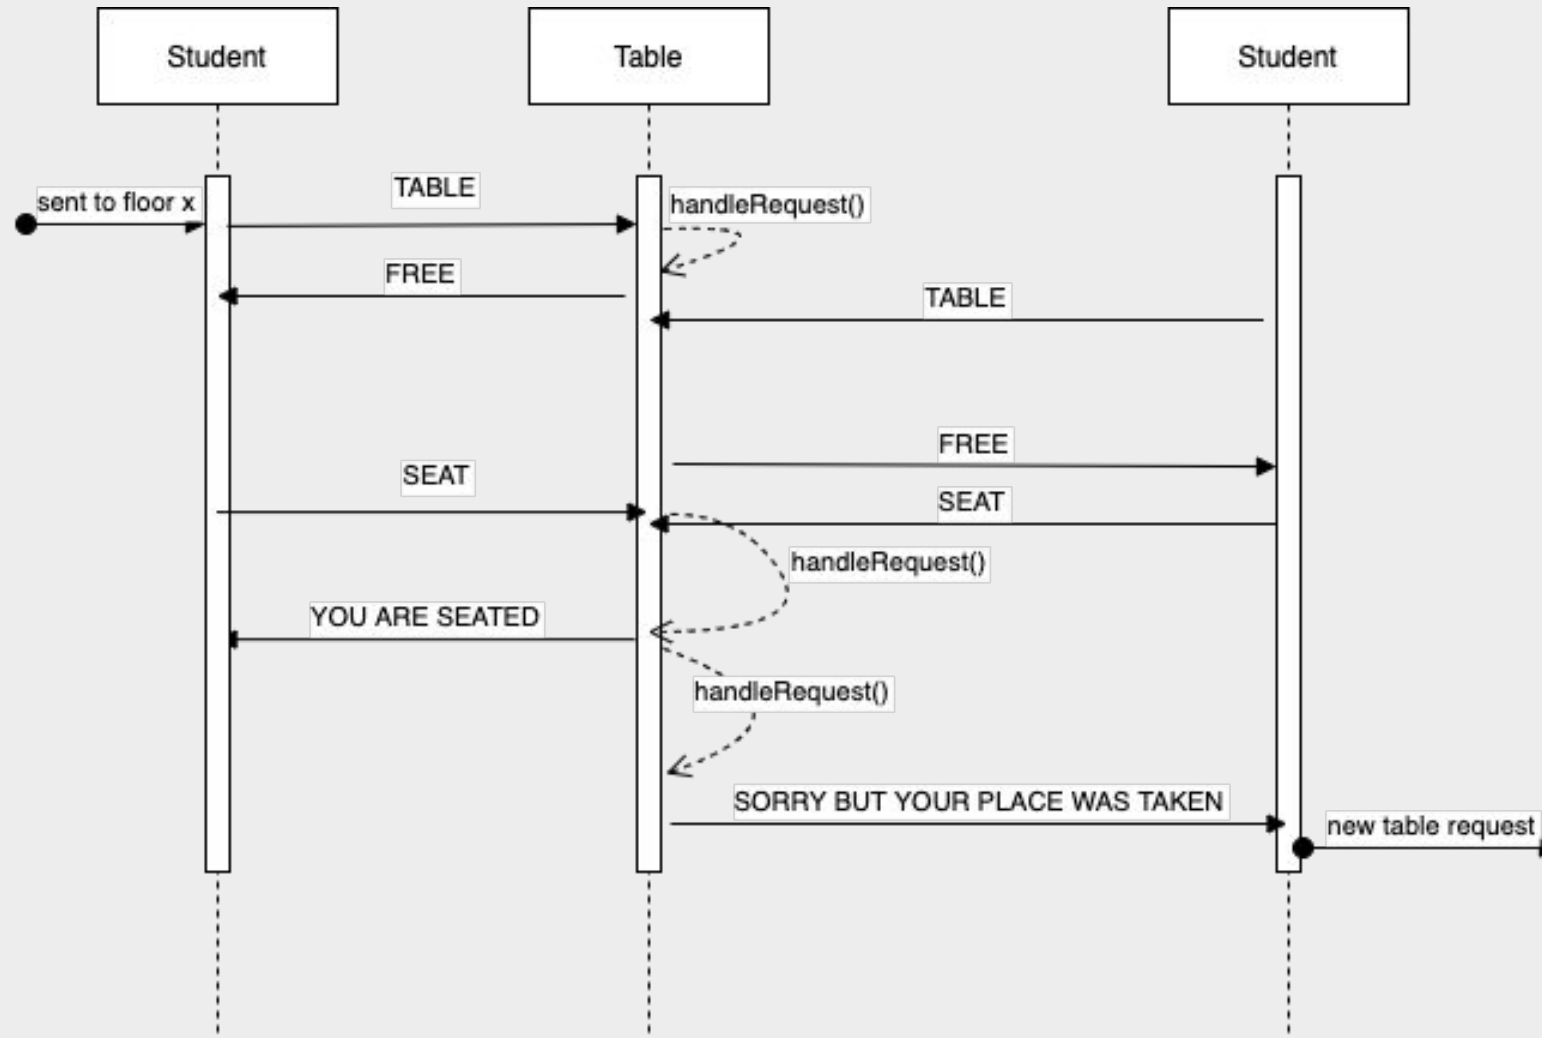 Student
Table
Student
sent to floor x
TABLE
handleRequest()
FREE
TABLE
FREE
SEAT
SEAT
handleRequest()
YOU ARE SEATED
handleRequest()
SORRY BUT YOUR PLACE WAS TAKEN
new table request